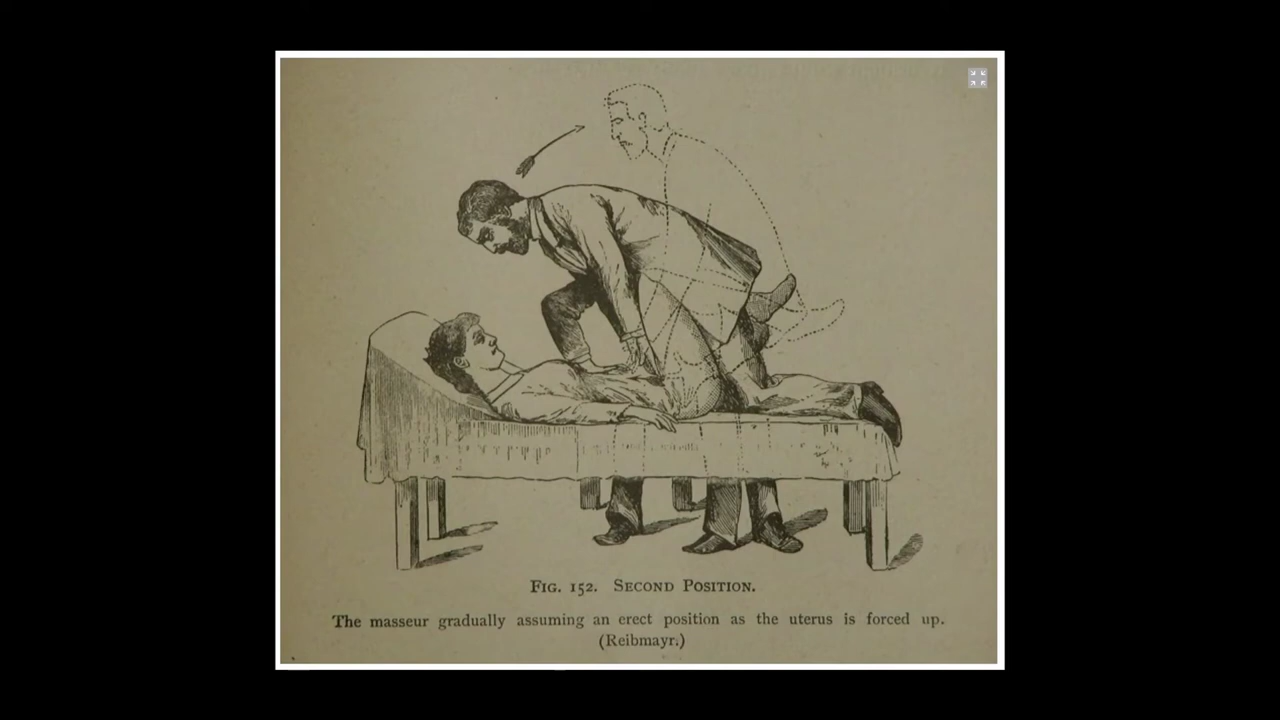 FIG. 152. SECOND POSITION.
The masseur gradually assuming an erect position as the uterus is forced up.
(Reibmayr.)